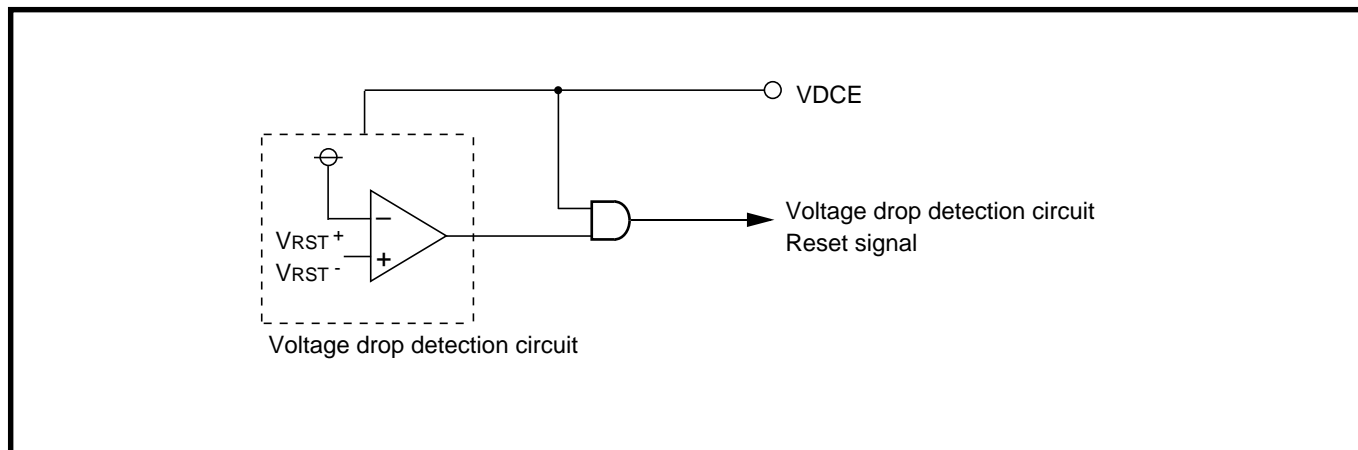 VDCE
Voltage drop detection circuit
Reset signal
−
VRST +
VRST -
+
Voltage drop detection circuit